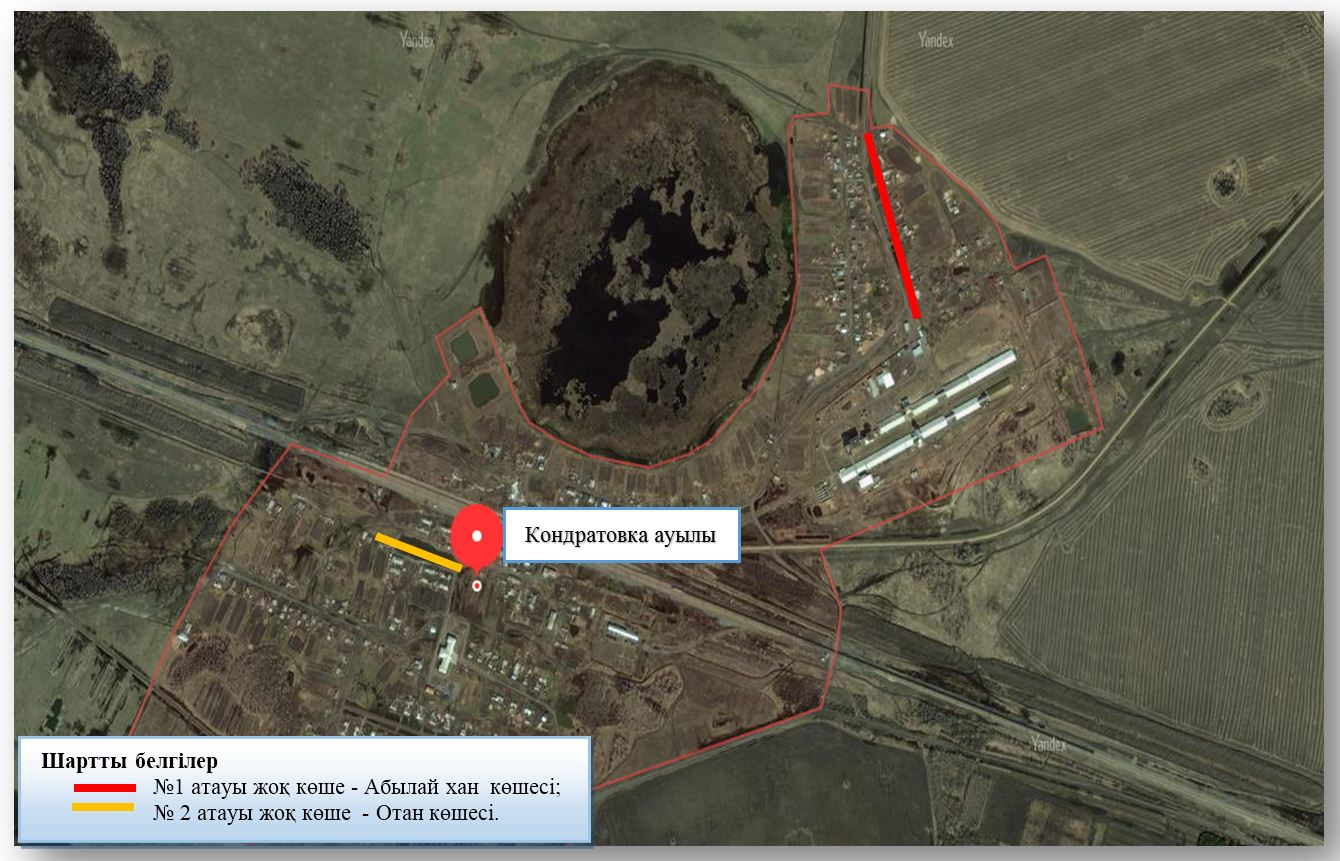 Yandex
Yandex
Кондратовка ауылы
Yandex
Шартты белгілер
№1 атауы жоқ көше - Абылай хан көшесі;
№ 2 атауы жоқ көше - Отан көшесі.